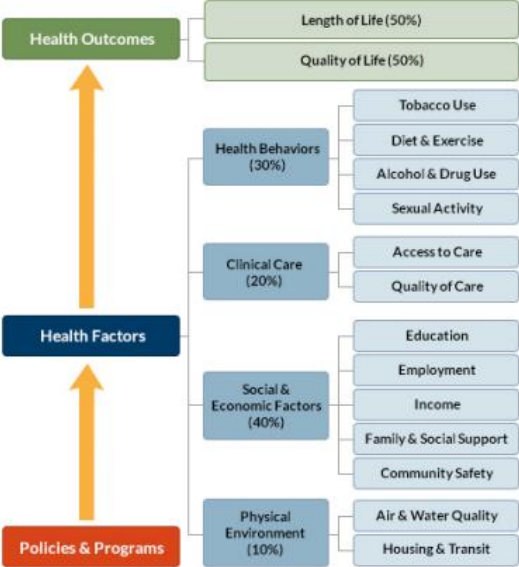 Health Outcomes
Length of Life (50%)
Quality of Life (50%)
Health Factors
Health Behaviors
(30%)
Tobacco Use
Diet & Exercise
Alcohol & Drug Use
Sexual Activity
Clinical Care
(20%)
Access to Care
Quality of Care
Social &
Economic Factors
(40%)
Education
Employment
Income
Family & Social Support
Community Safety
Physical
Environment
(10%)
Air & Water Quality
Housing & Transit
Policies & Programs